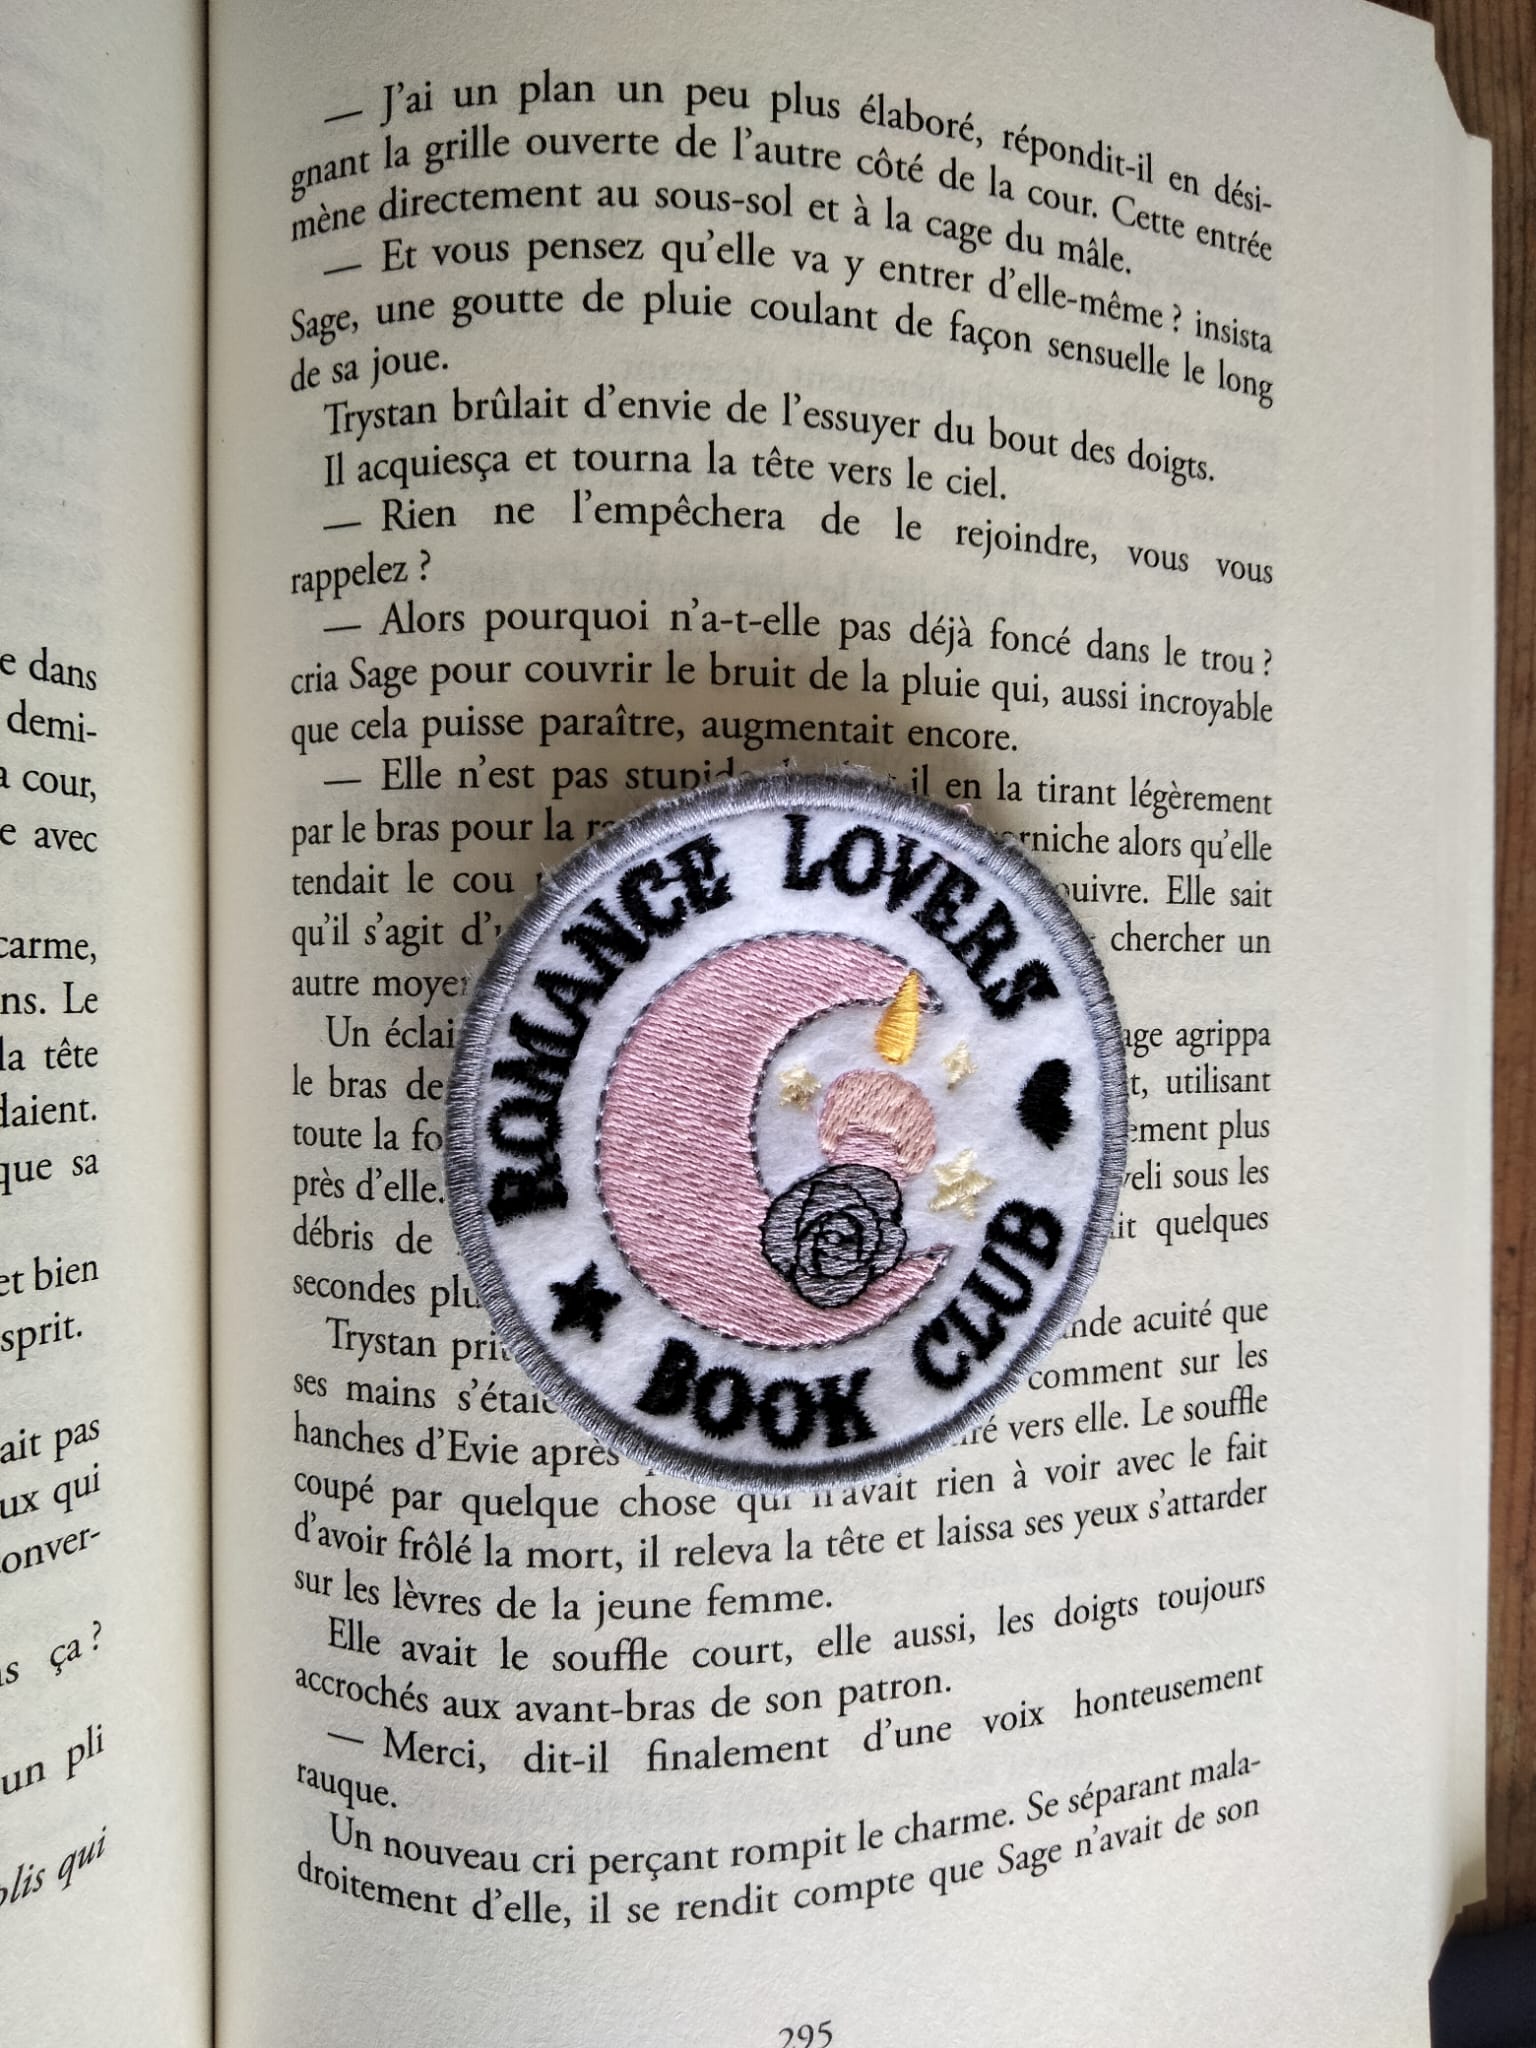 e dans
demi-
cour,
e avec
carme,
ns. Le
la tête
daient.
que sa
et bien
sprit.
ait pas
ux qui
onver-
ça ?
un pli
plis qui
— J'ai un plan un peu plus élaboré, répondit-il en dési-
gnant la grille ouverte de l'autre côté de la cour. Cette entrée
mène directement au sous-sol et à la cage du mâle.
— Et vous pensez qu'elle va y entrer d'elle-même ? insista
Sage, une goutte de pluie coulant de façon sensuelle le long
de sa joue.
Trystan brûlait d'envie de l'essuyer du bout des doigts.
Il acquiesça et tourna la tête vers le ciel.
— Rien ne l'empêchera de le rejoindre, vous vous
rappelez ?
— Alors pourquoi n'a-t-elle pas déjà foncé dans le trou ?
cria Sage pour couvrir le bruit de la pluie qui, aussi incroyable
que cela puisse paraître, augmentait encore.
— Elle n'est pas il en la tirant légèrement
par le bras pour la rniche alors qu'elle
tendait le cou ouivre. Elle sait
qu'il s'agit chercher un
autre
Un éclai age agrippa
le bras de t, utilisant
toute la fo ement plus
près d'elle. veli sous les
débris de it quelques
secondes
Trystan nde acuité que
ses mains comment sur les
hanches d'Evie après ré vers elle. Le souffle
coupé par quelque chose qui n'avait rien à voir avec le fait
d'avoir frôlé la mort, il releva la tête et laissa ses yeux s'attarder
sur les lèvres de la jeune femme.
Elle avait le souffle court, elle aussi, les doigts toujours
accrochés aux avant-bras de son patron.
— Merci, dit-il finalement d'une voix honteusement
rauque.
Un nouveau cri perçant rompit le charme. Se séparant mala-
droitement d'elle, il se rendit compte que Sage n'avait de son
295
ROMANCE LOVERS
BOOK CLUB